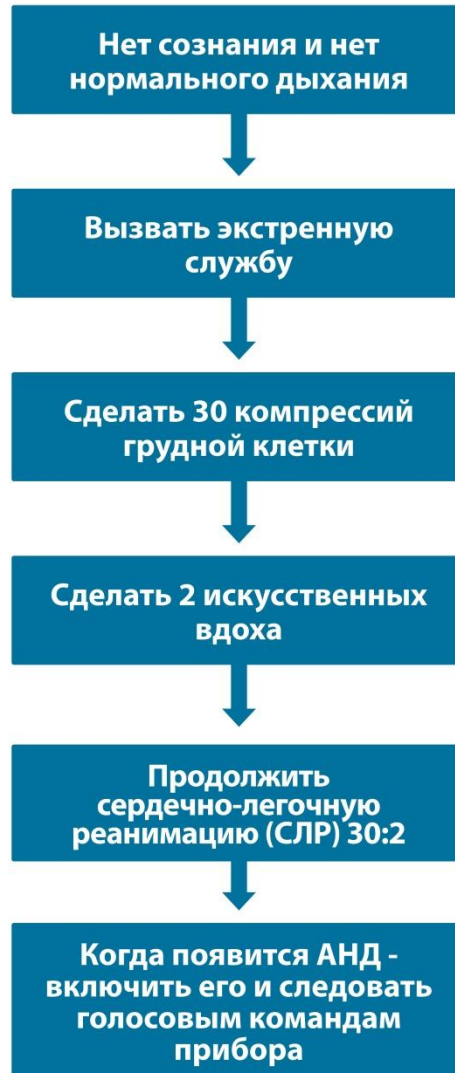 Нет сознания и нет
нормального дыхания
Вызвать экстренную
службу
Сделать 30 компрессий
грудной клетки
Сделать 2 искусственных
вдоха
Продолжить
сердечно-легочную
реанимацию (СЛР) 30:2
Когда появится АНД -
включить его и следовать
голосовым командам
прибора